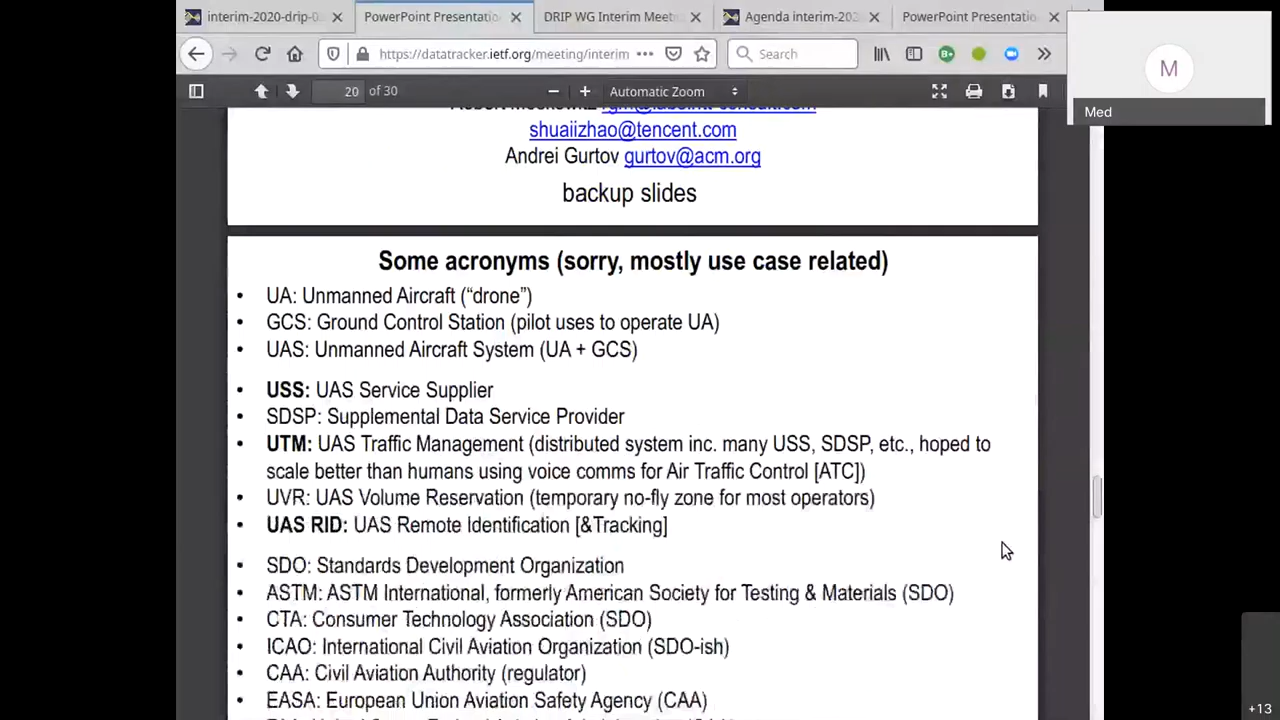 interim-2020-drip-0
PowerPoint Presentatio
DRIP WG Interim Meet
Agenda interim-202
PowerPoint Presentatio
https://datatracker.ietf.org/meeting/interim
Search
20 of 30
Automatic Zoom
M
Med
shuaiizhao@tencent.com
Andrei Gurtov gurtov@acm.org
backup slides
Some acronyms (sorry, mostly use case related)
• UA: Unmanned Aircraft (“drone”)
• GCS: Ground Control Station (pilot uses to operate UA)
• UAS: Unmanned Aircraft System (UA + GCS)
• USS: UAS Service Supplier
• SDSP: Supplemental Data Service Provider
• UTM: UAS Traffic Management (distributed system inc. many USS, SDSP, etc., hoped to
scale better than humans using voice comms for Air Traffic Control [ATC])
• UVR: UAS Volume Reservation (temporary no-fly zone for most operators)
• UAS RID: UAS Remote Identification [&Tracking]
• SDO: Standards Development Organization
• ASTM: ASTM International, formerly American Society for Testing & Materials (SDO)
• CTA: Consumer Technology Association (SDO)
• ICAO: International Civil Aviation Organization (SDO-ish)
• CAA: Civil Aviation Authority (regulator)
• EASA: European Union Aviation Safety Agency (CAA)
+13